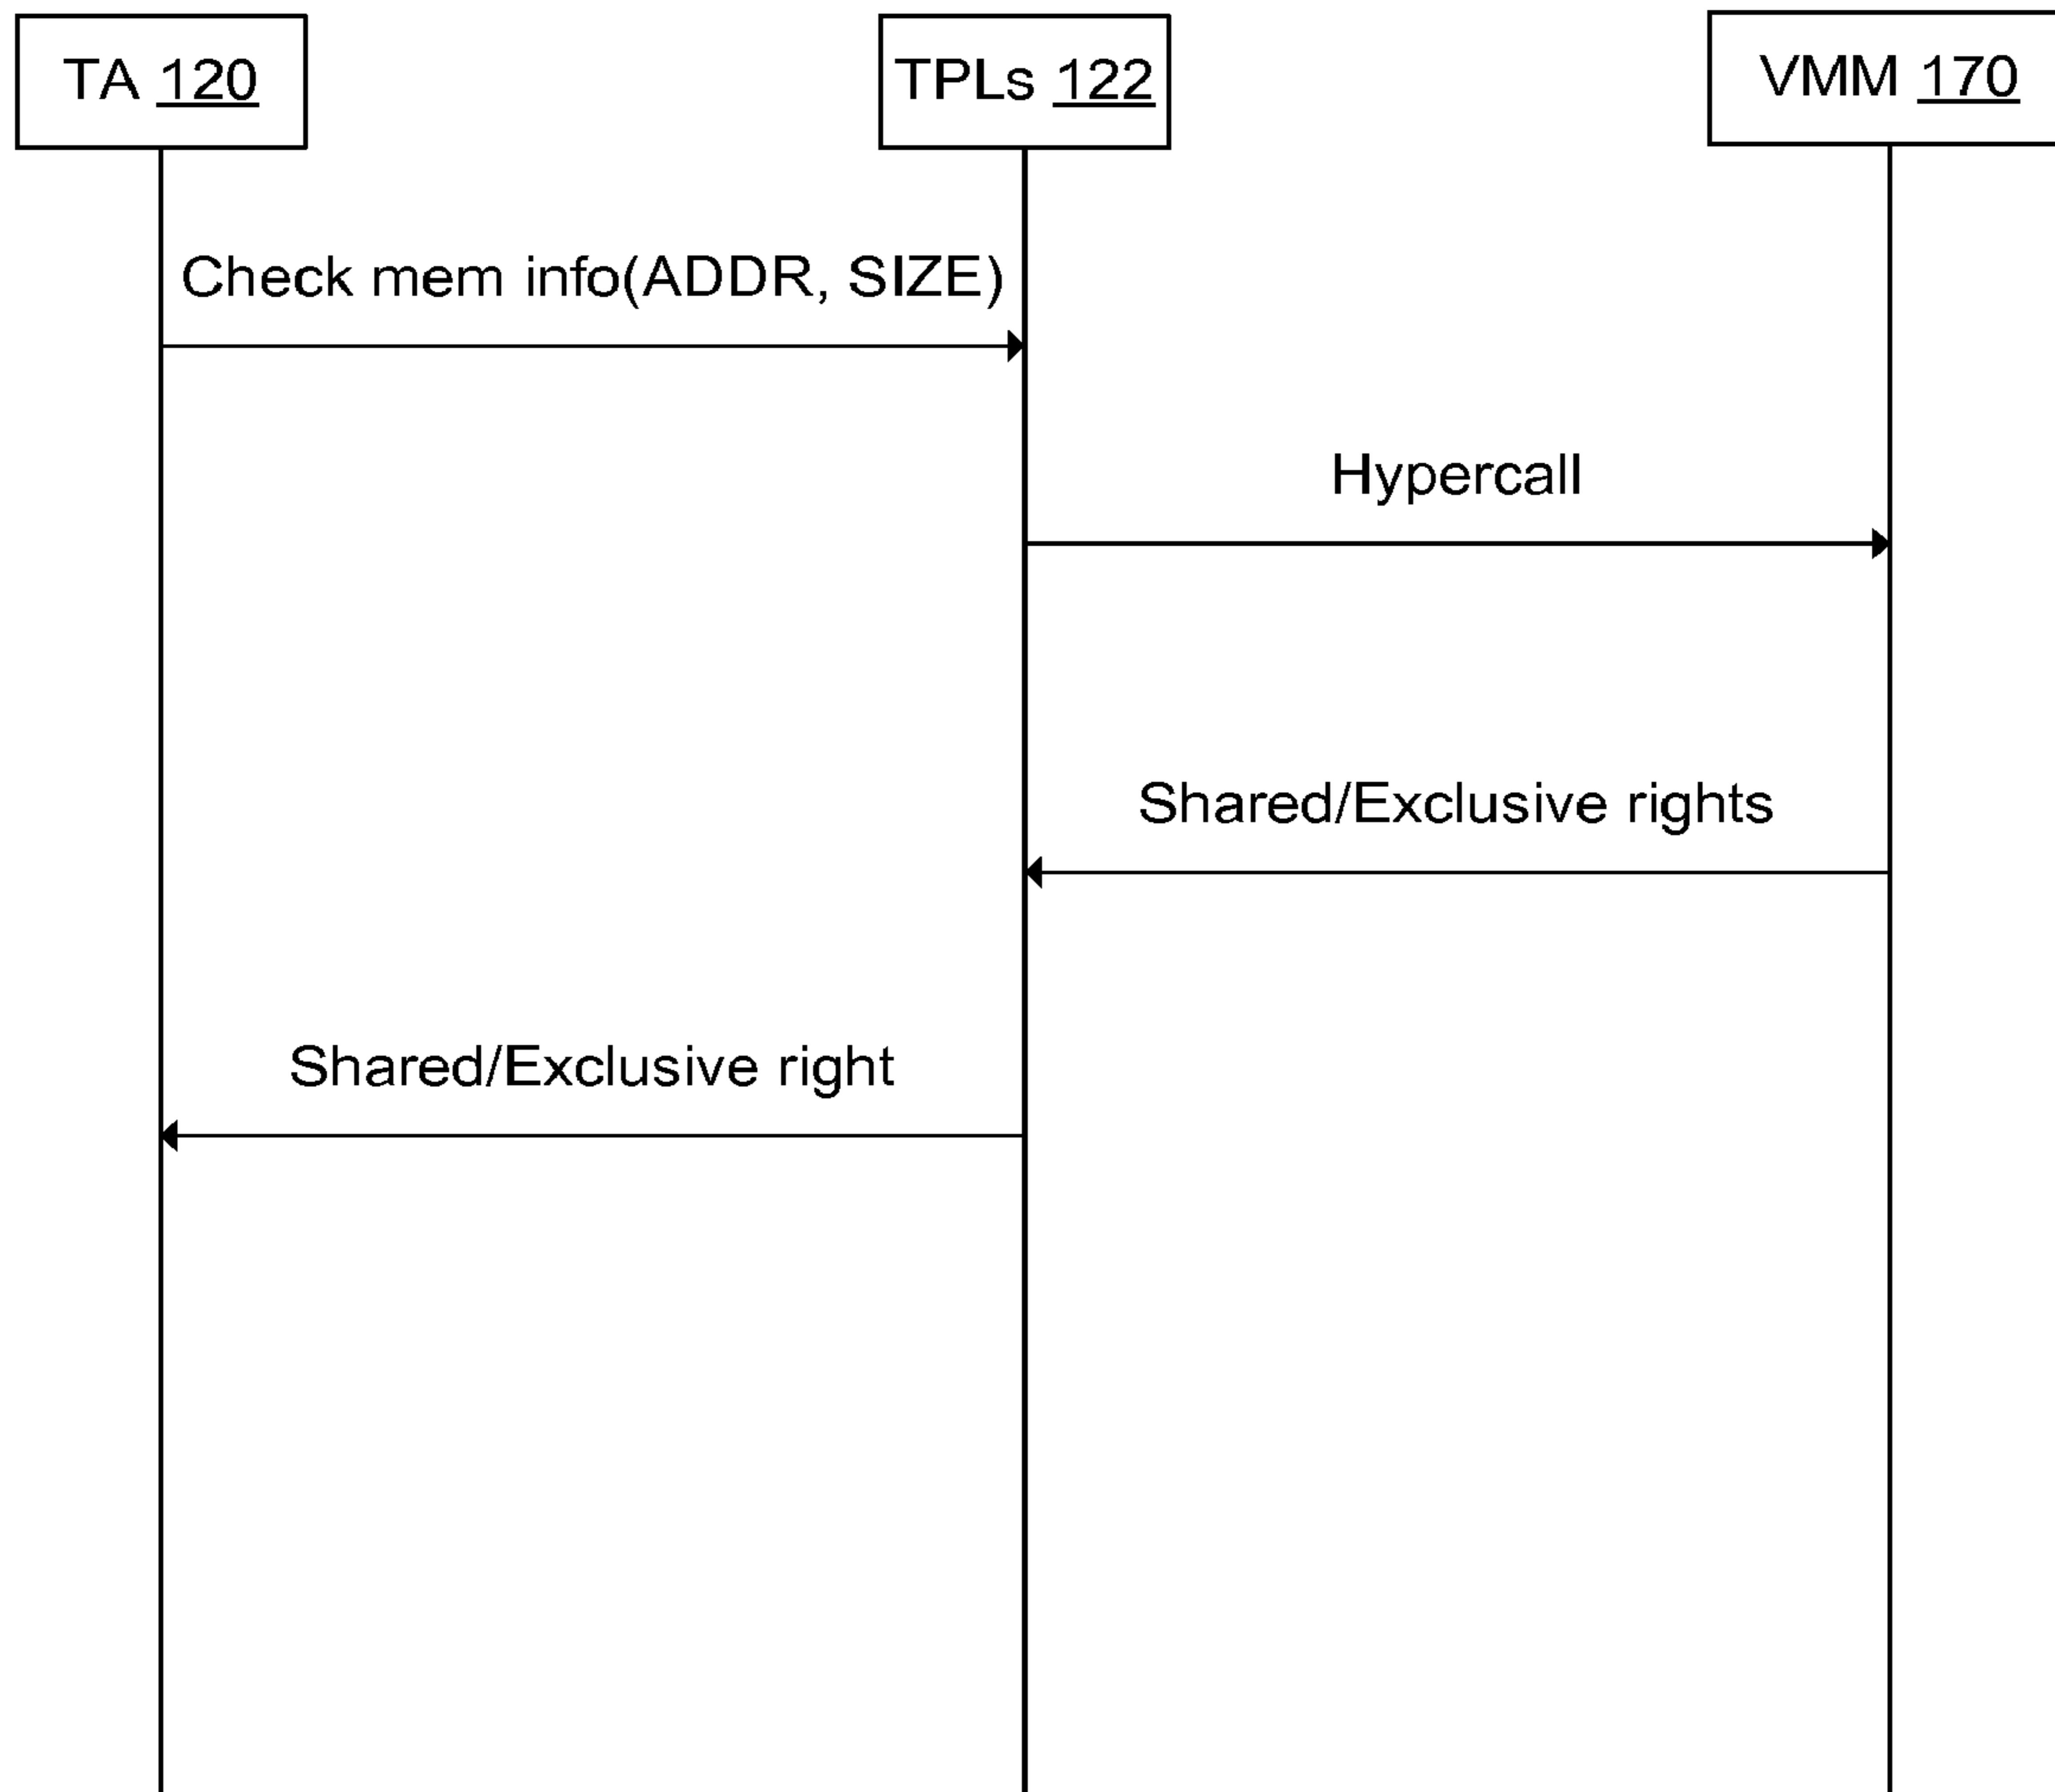 TA 120
TPLs 122
VMM 170
Check mem info(ADDR, SIZE)
Hypercall
Shared/Exclusive rights
Shared/Exclusive right